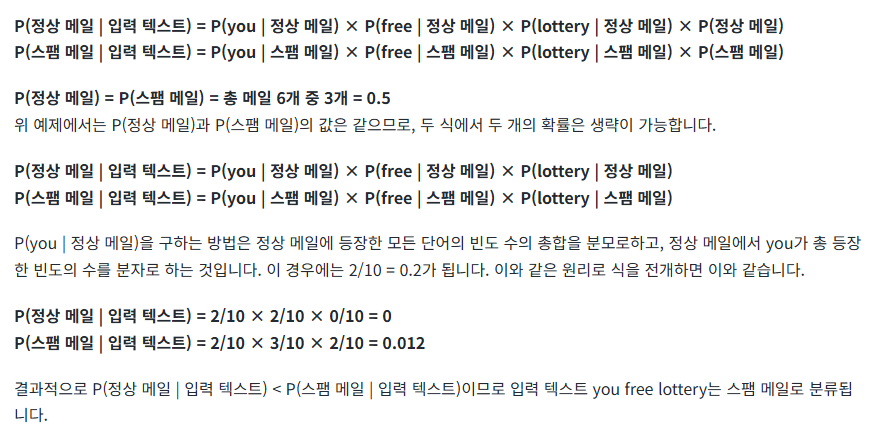 P(정상 메일 | 입력 텍스트) = P(you | 정상 메일) × P(free | 정상 메일) × P(lottery | 정상 메일) × P(정상 메일)
P(스팸 메일 | 입력 텍스트) = P(you | 스팸 메일) × P(free | 스팸 메일) × P(lottery | 스팸 메일) × P(스팸 메일)
P(정상 메일) = P(스팸 메일) = 총 메일 6개 중 3개 = 0.5
위 예제에서는 P(정상 메일)과 P(스팸 메일)의 값은 같으므로, 두 식에서 두 개의 확률은 생략이 가능합니다.
P(정상 메일 | 입력 텍스트) = P(you | 정상 메일) × P(free | 정상 메일) × P(lottery | 정상 메일)
P(스팸 메일 | 입력 텍스트) = P(you | 스팸 메일) × P(free | 스팸 메일) × P(lottery | 스팸 메일)
P(you | 정상 메일)을 구하는 방법은 정상 메일에 등장한 모든 단어의 빈도 수의 총합을 분모로하고, 정상 메일에서 you가 총 등장
한 빈도의 수를 분자로 하는 것입니다. 이 경우에는 2/10 = 0.2가 됩니다. 이와 같은 원리로 식을 전개하면 이와 같습니다.
P(정상 메일 | 입력 텍스트) = 2/10 × 2/10 × 0/10 = 0
P(스팸 메일 | 입력 텍스트) = 2/10 × 3/10 × 2/10 = 0.012
결과적으로 P(정상 메일 | 입력 텍스트) < P(스팸 메일 | 입력 텍스트)이므로 입력 텍스트 you free lottery는 스팸 메일로 분류됩
니다.